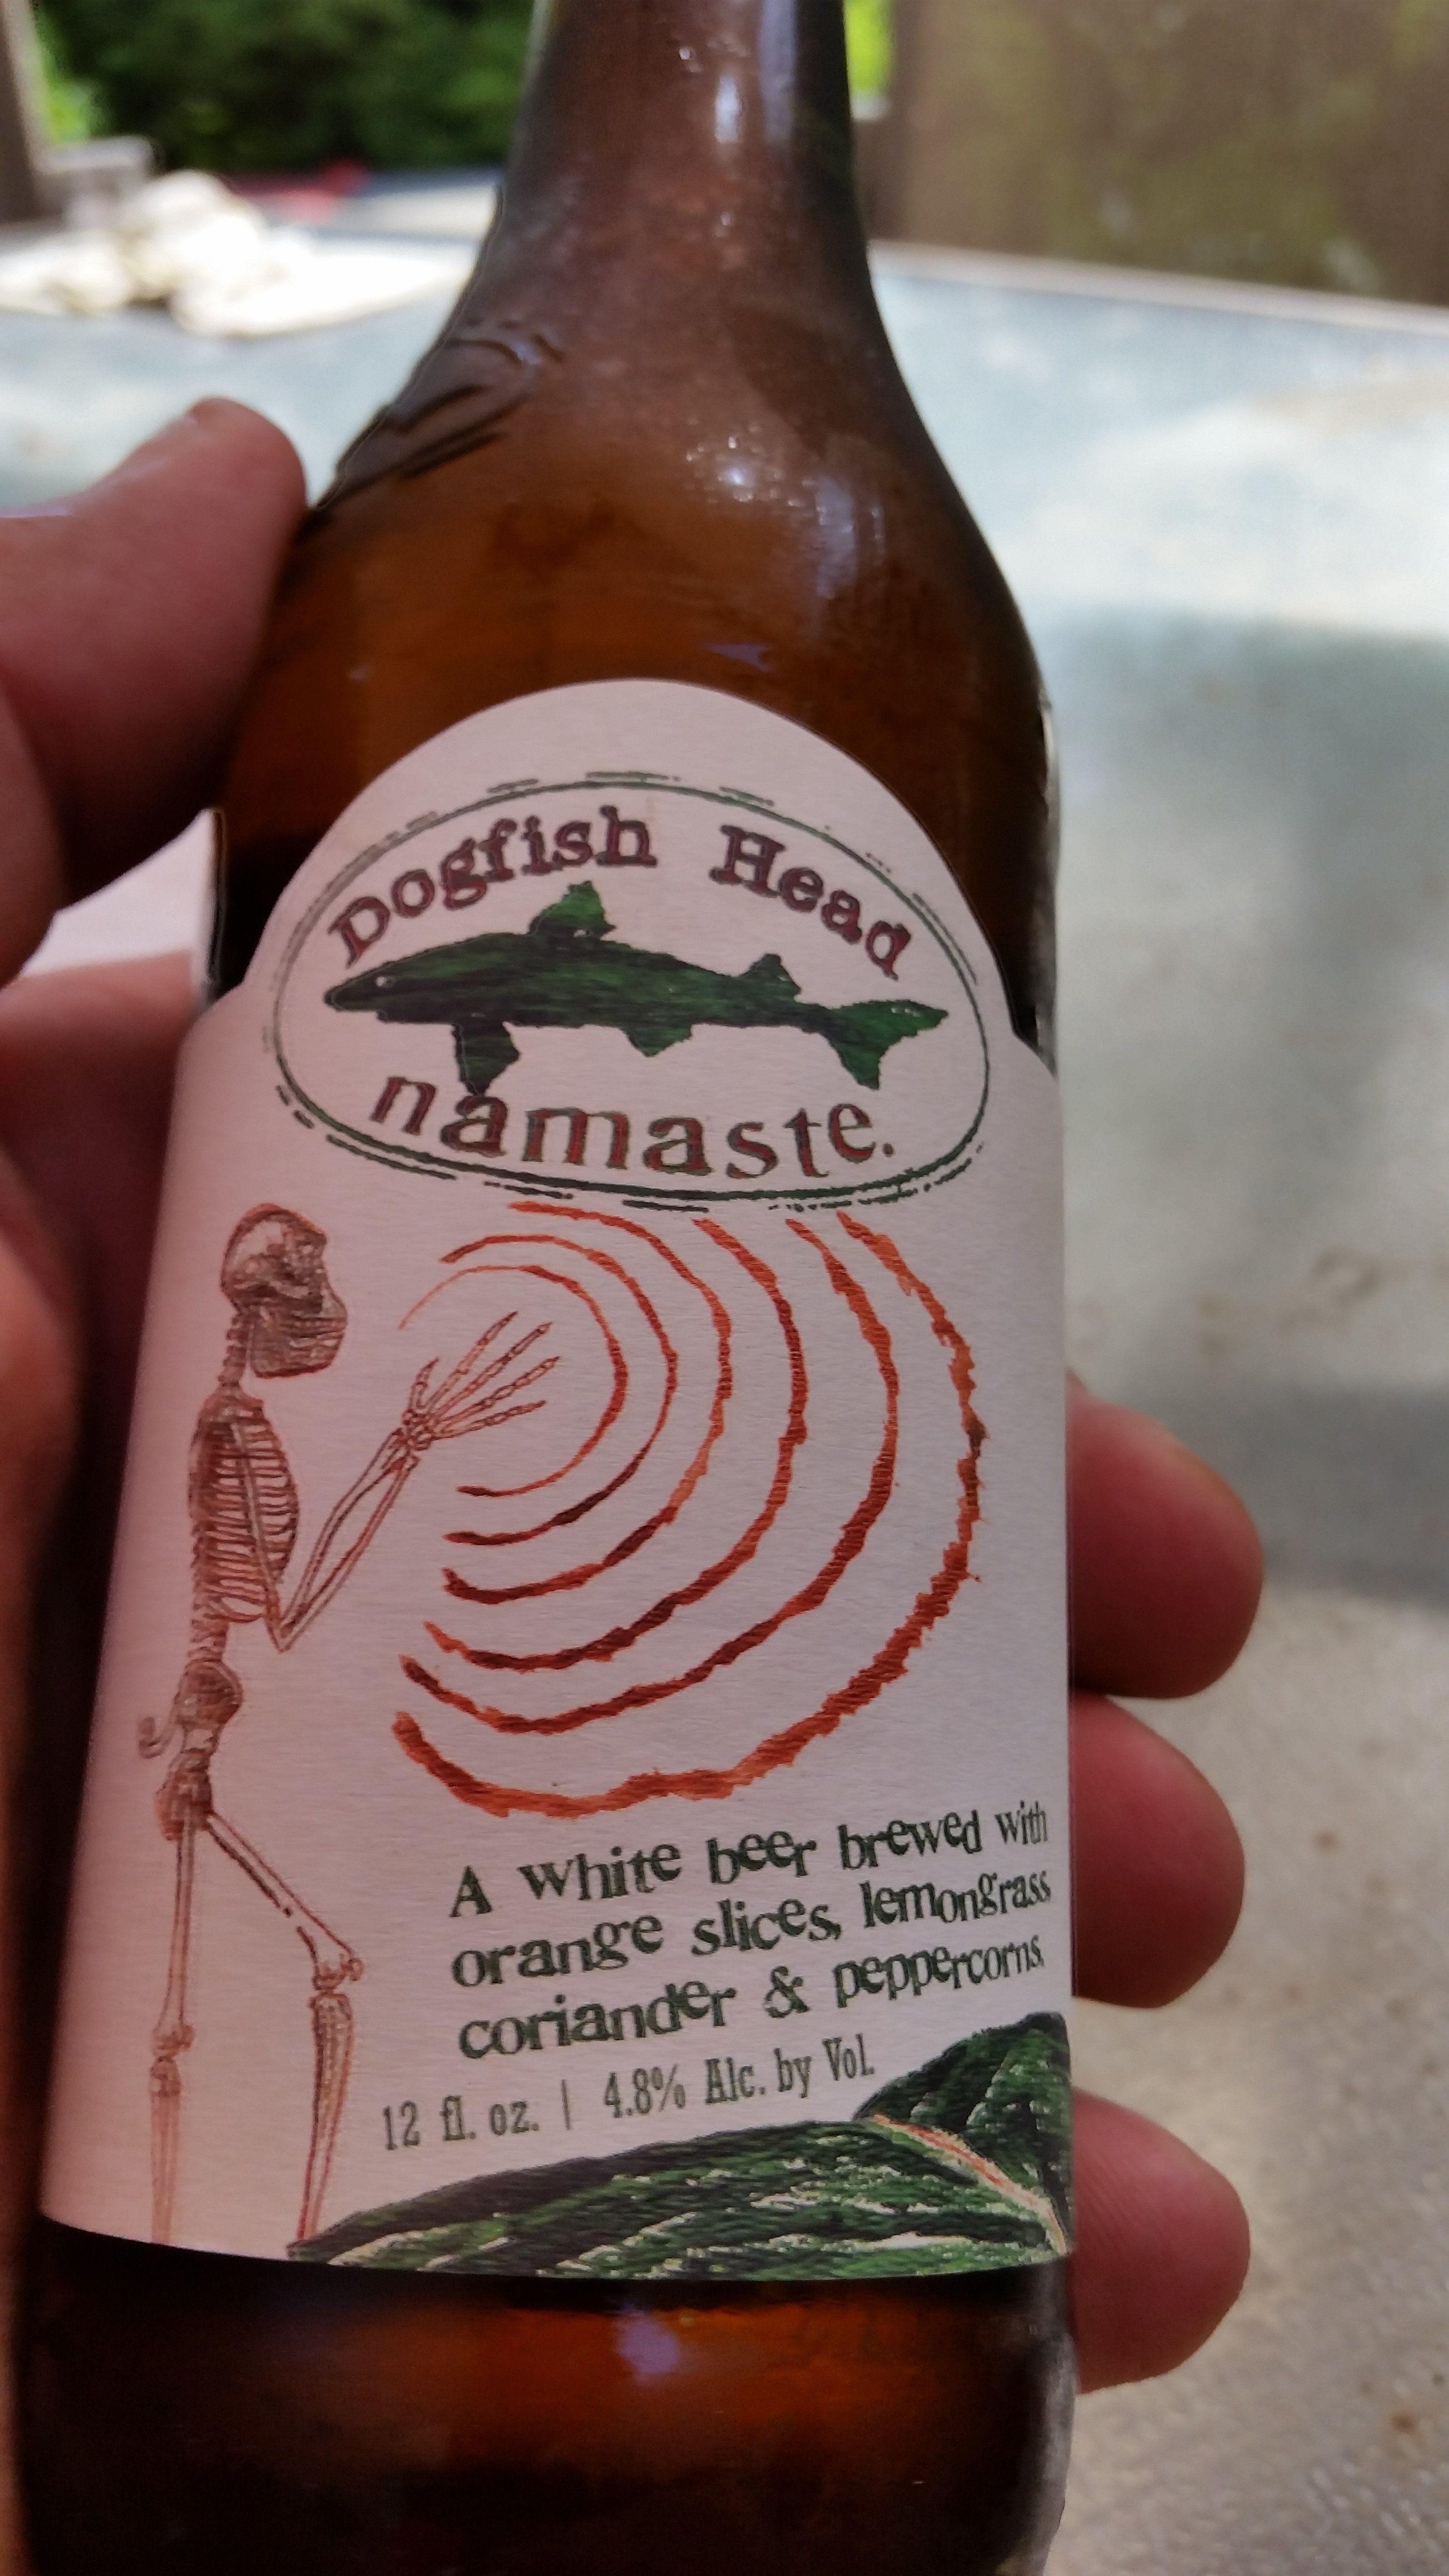 Dogfish Head
namaste.
A white beer brewed with
orange slices, lemongrass
coriander & peppercorns.
12 fl. oz. | 4.8% Alc. by Vol.